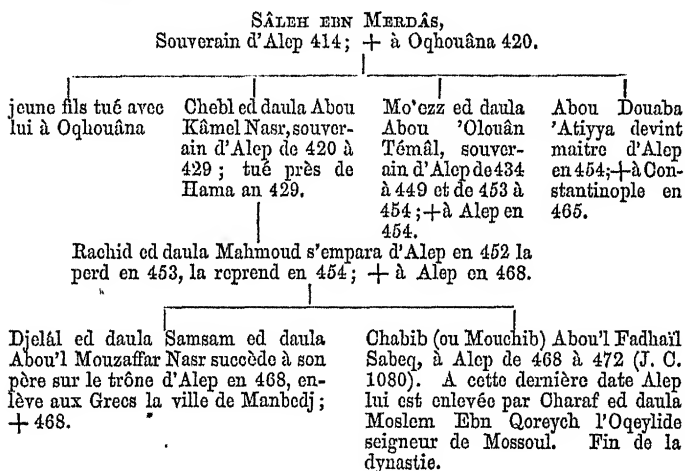 SÂLEH EBN MERDÂS,
Souverain d'Alep 414; + à Oqhouâna 420.
jeune fils tué avec
lui à Oqhouâna
Chebl ed daula Abou
Kâmel Nasr, souver-
ain d'Alep de 420 à
429; tué près de
Hama an 429.
Mo'ezz ed daula
Abou 'Olouân
Témâl, souver-
ain d'Alep de 434
à 449 et de 453 à
454; + à Alep en
454.
Abou Douaba
'Atiyya devint
maitre d'Alep
en 454; + à Con-
stantinople en
465.
Rachid ed daula Mahmoud s'empara d'Alep en 452 la
perd en 453, la reprend en 454; + à Alep en 468.
Djelâl ed daula Samsam ed daula
Abou'l Mouzaffar Nasr succède à son
père sur le trône d'Alep en 468, en-
lève aux Grecs la ville de Manbedj;
+ 468.
Chabib (ou Mouchib) Abou'l Fadhaïl
Sabeq, à Alep de 468 à 472 (J. C.
1080). A cette dernière date Alep
lui est enlevée par Charaf ed daula
Moslem Ebn Qoreych l'Oqeylide
seigneur de Mossoul. Fin de la
dynastie.